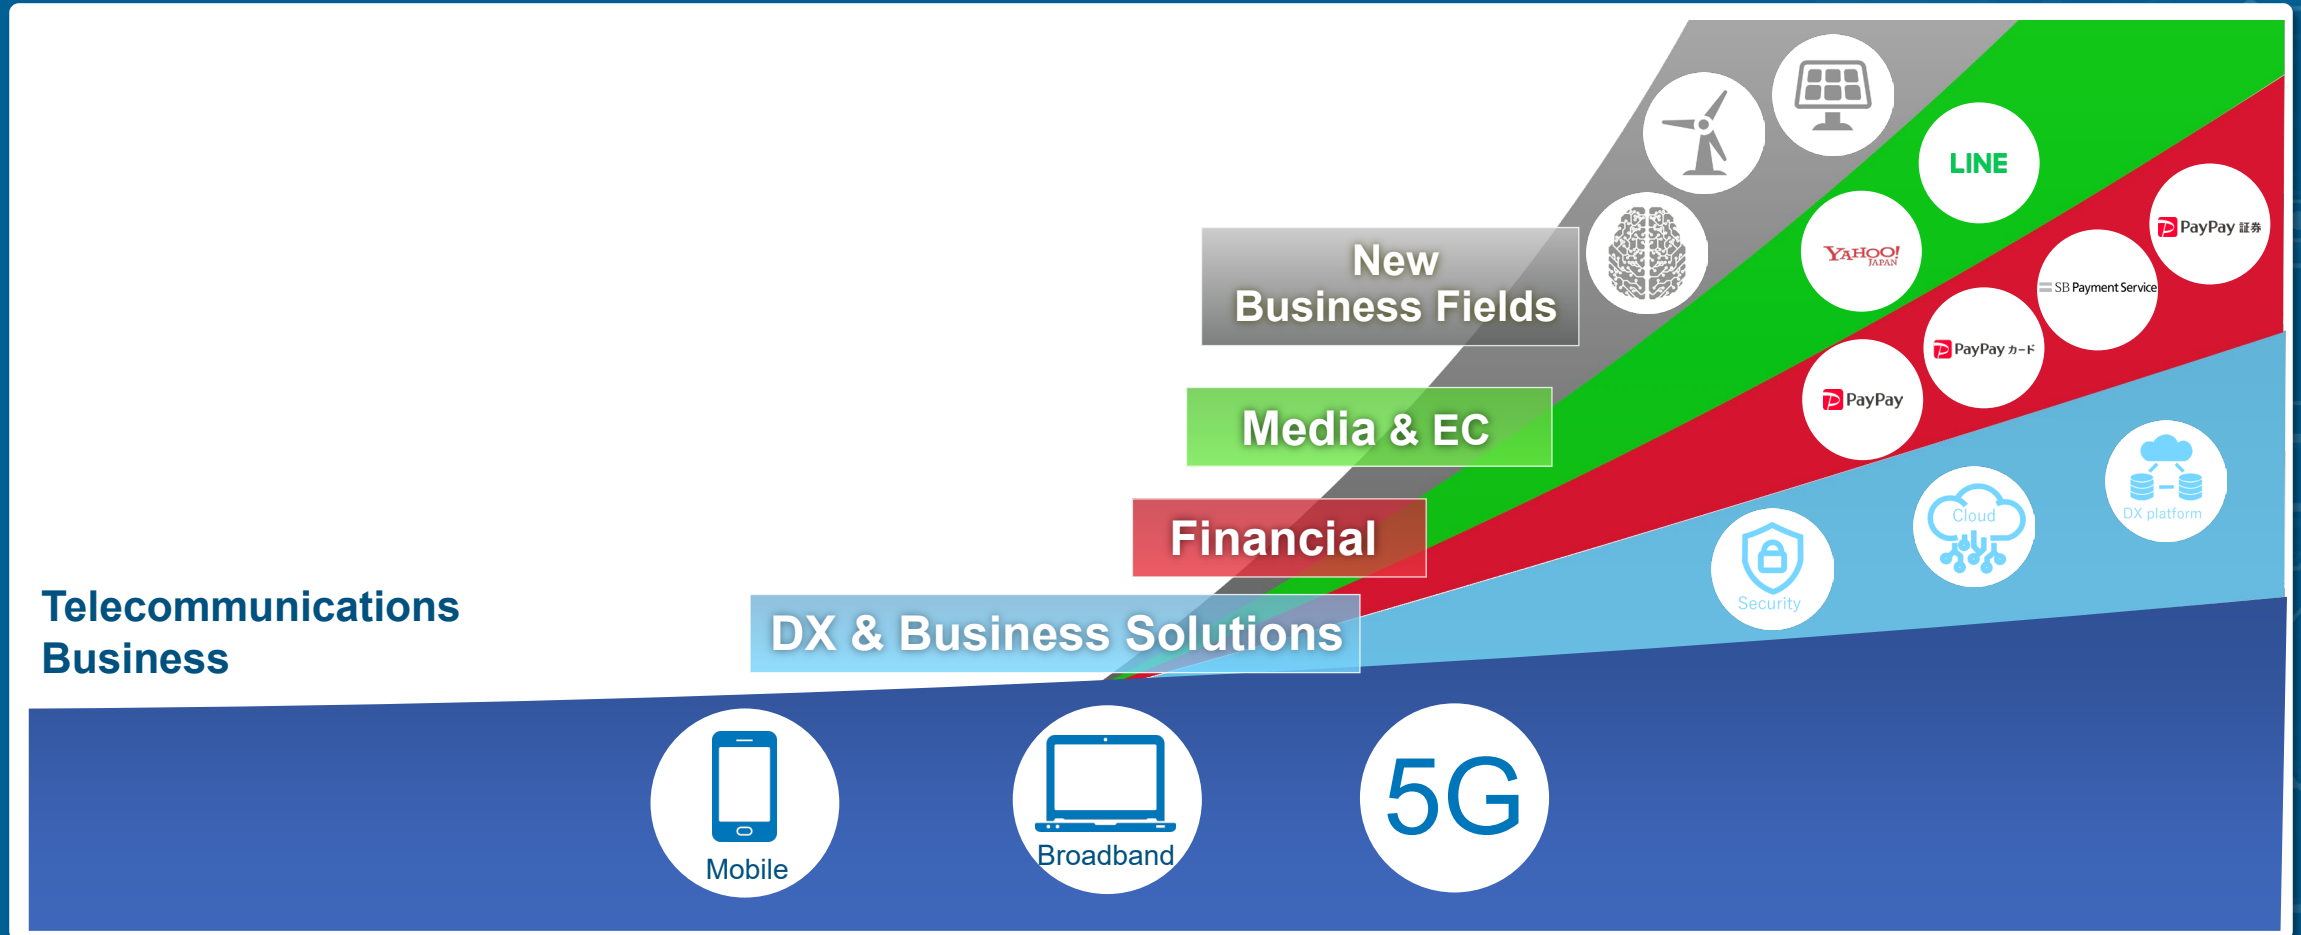 New
Business Fields
Media & EC
Financial
DX & Business Solutions
Telecommunications
Business
LINE
YAHOO!
JAPAN
PayPay 証券
SB Payment Service
PayPay カード
PayPay
DX platform
Cloud
Security
Mobile
Broadband
5G